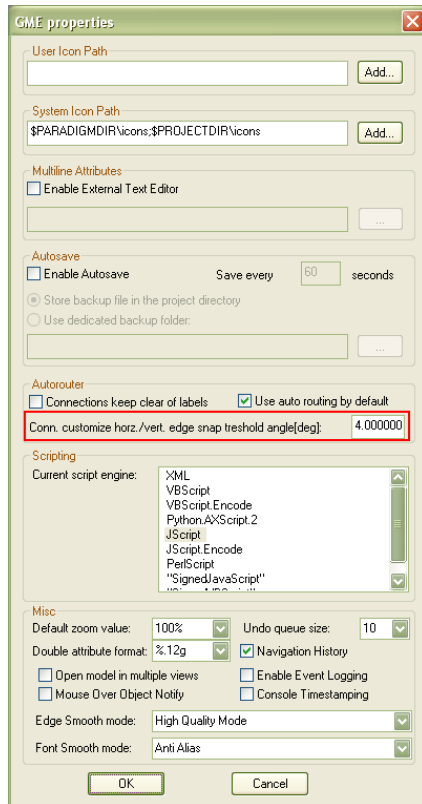 GME properties
User Icon Path
Add...
System Icon Path
$PARADIGMDIR\icons;$PROJECTDIR\icons
Add...
Multiline Attributes
Enable External Text Editor
...
Autosave
Enable Autosave Save every 60 seconds
Store backup file in the project directory
Use dedicated backup folder:
...
Autorouter
Connections keep clear of labels Use auto routing by default
Conn. customize horz./vert. edge snap treshold angle[deg]: 4.000000
Scripting
Current script engine:
XML
VBScript
VBScript.Encode
Python.AXScript.2
JScript
JScript.Encode
PerlScript
"SignedJavaScript"
Misc
Default zoom value: 100% Undo queue size: 10
Double attribute format: %.12g Navigation History
Open model in multiple views Enable Event Logging
Mouse Over Object Notify Console Timestamping
Edge Smooth mode: High Quality Mode
Font Smooth mode: Anti Alias
OK Cancel